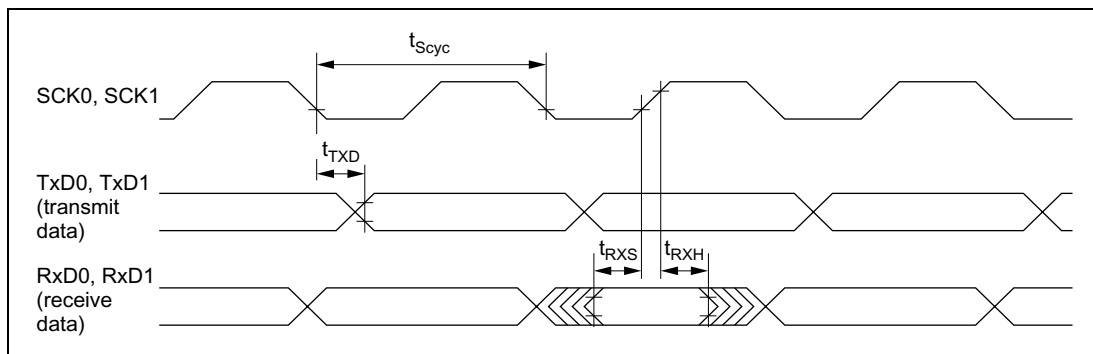 tScyc
SCK0, SCK1
tTXD
TxD0, TxD1
(transmit
data)
tRXS
tRXH
RxD0, RxD1
(receive
data)